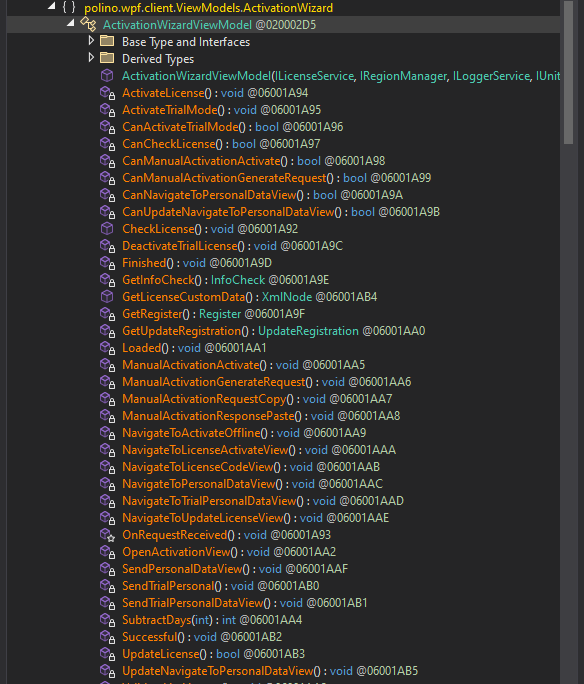 { } polino.wpf.client.ViewModels.ActivationWizard
ActivationWizardViewModel @020002D5
Base Type and Interfaces
Derived Types
ActivationWizardViewModel(ILicenseService, IRegionManager, ILoggerService, IUnit
ActivateLicense() : void @06001A94
ActivateTrialMode() : void @06001A95
CanActivateTrialMode() : bool @06001A96
CanCheckLicense() : bool @06001A97
CanManualActivationActivate() : bool @06001A98
CanManualActivationGenerateRequest() : bool @06001A99
CanNavigateToPersonalDataView() : bool @06001A9A
CanUpdateNavigateToPersonalDataView() : bool @06001A9B
CheckLicense() : void @06001A92
DeactivateTrialLicense() : void @06001A9C
Finished() : void @06001A9D
GetInfoCheck() : InfoCheck @06001A9E
GetLicenseCustomData() : XmlNode @06001AB4
GetRegister() : Register @06001A9F
GetUpdateRegistration() : UpdateRegistration @06001AA0
Loaded() : void @06001AA1
ManualActivationActivate() : void @06001AA5
ManualActivationGenerateRequest() : void @06001AA6
ManualActivationRequestCopy() : void @06001AA7
ManualActivationResponsePaste() : void @06001AA8
NavigateToActivateOffline() : void @06001AA9
NavigateToLicenseActivateView() : void @06001AAA
NavigateToLicenseCodeView() : void @06001AAB
NavigateToPersonalDataView() : void @06001AAC
NavigateToTrialPersonalDataView() : void @06001AAD
NavigateToUpdateLicenseView() : void @06001AAE
OnRequestReceived() : void @06001A93
OpenActivationView() : void @06001AA2
SendPersonalDataView() : void @06001AAF
SendTrialPersonal() : void @06001AB0
SendTrialPersonalDataView() : void @06001AB1
SubtractDays(int) : int @06001AA4
Successful() : void @06001AB2
UpdateLicense() : bool @06001AB3
UpdateNavigateToPersonalDataView() : void @06001AB5